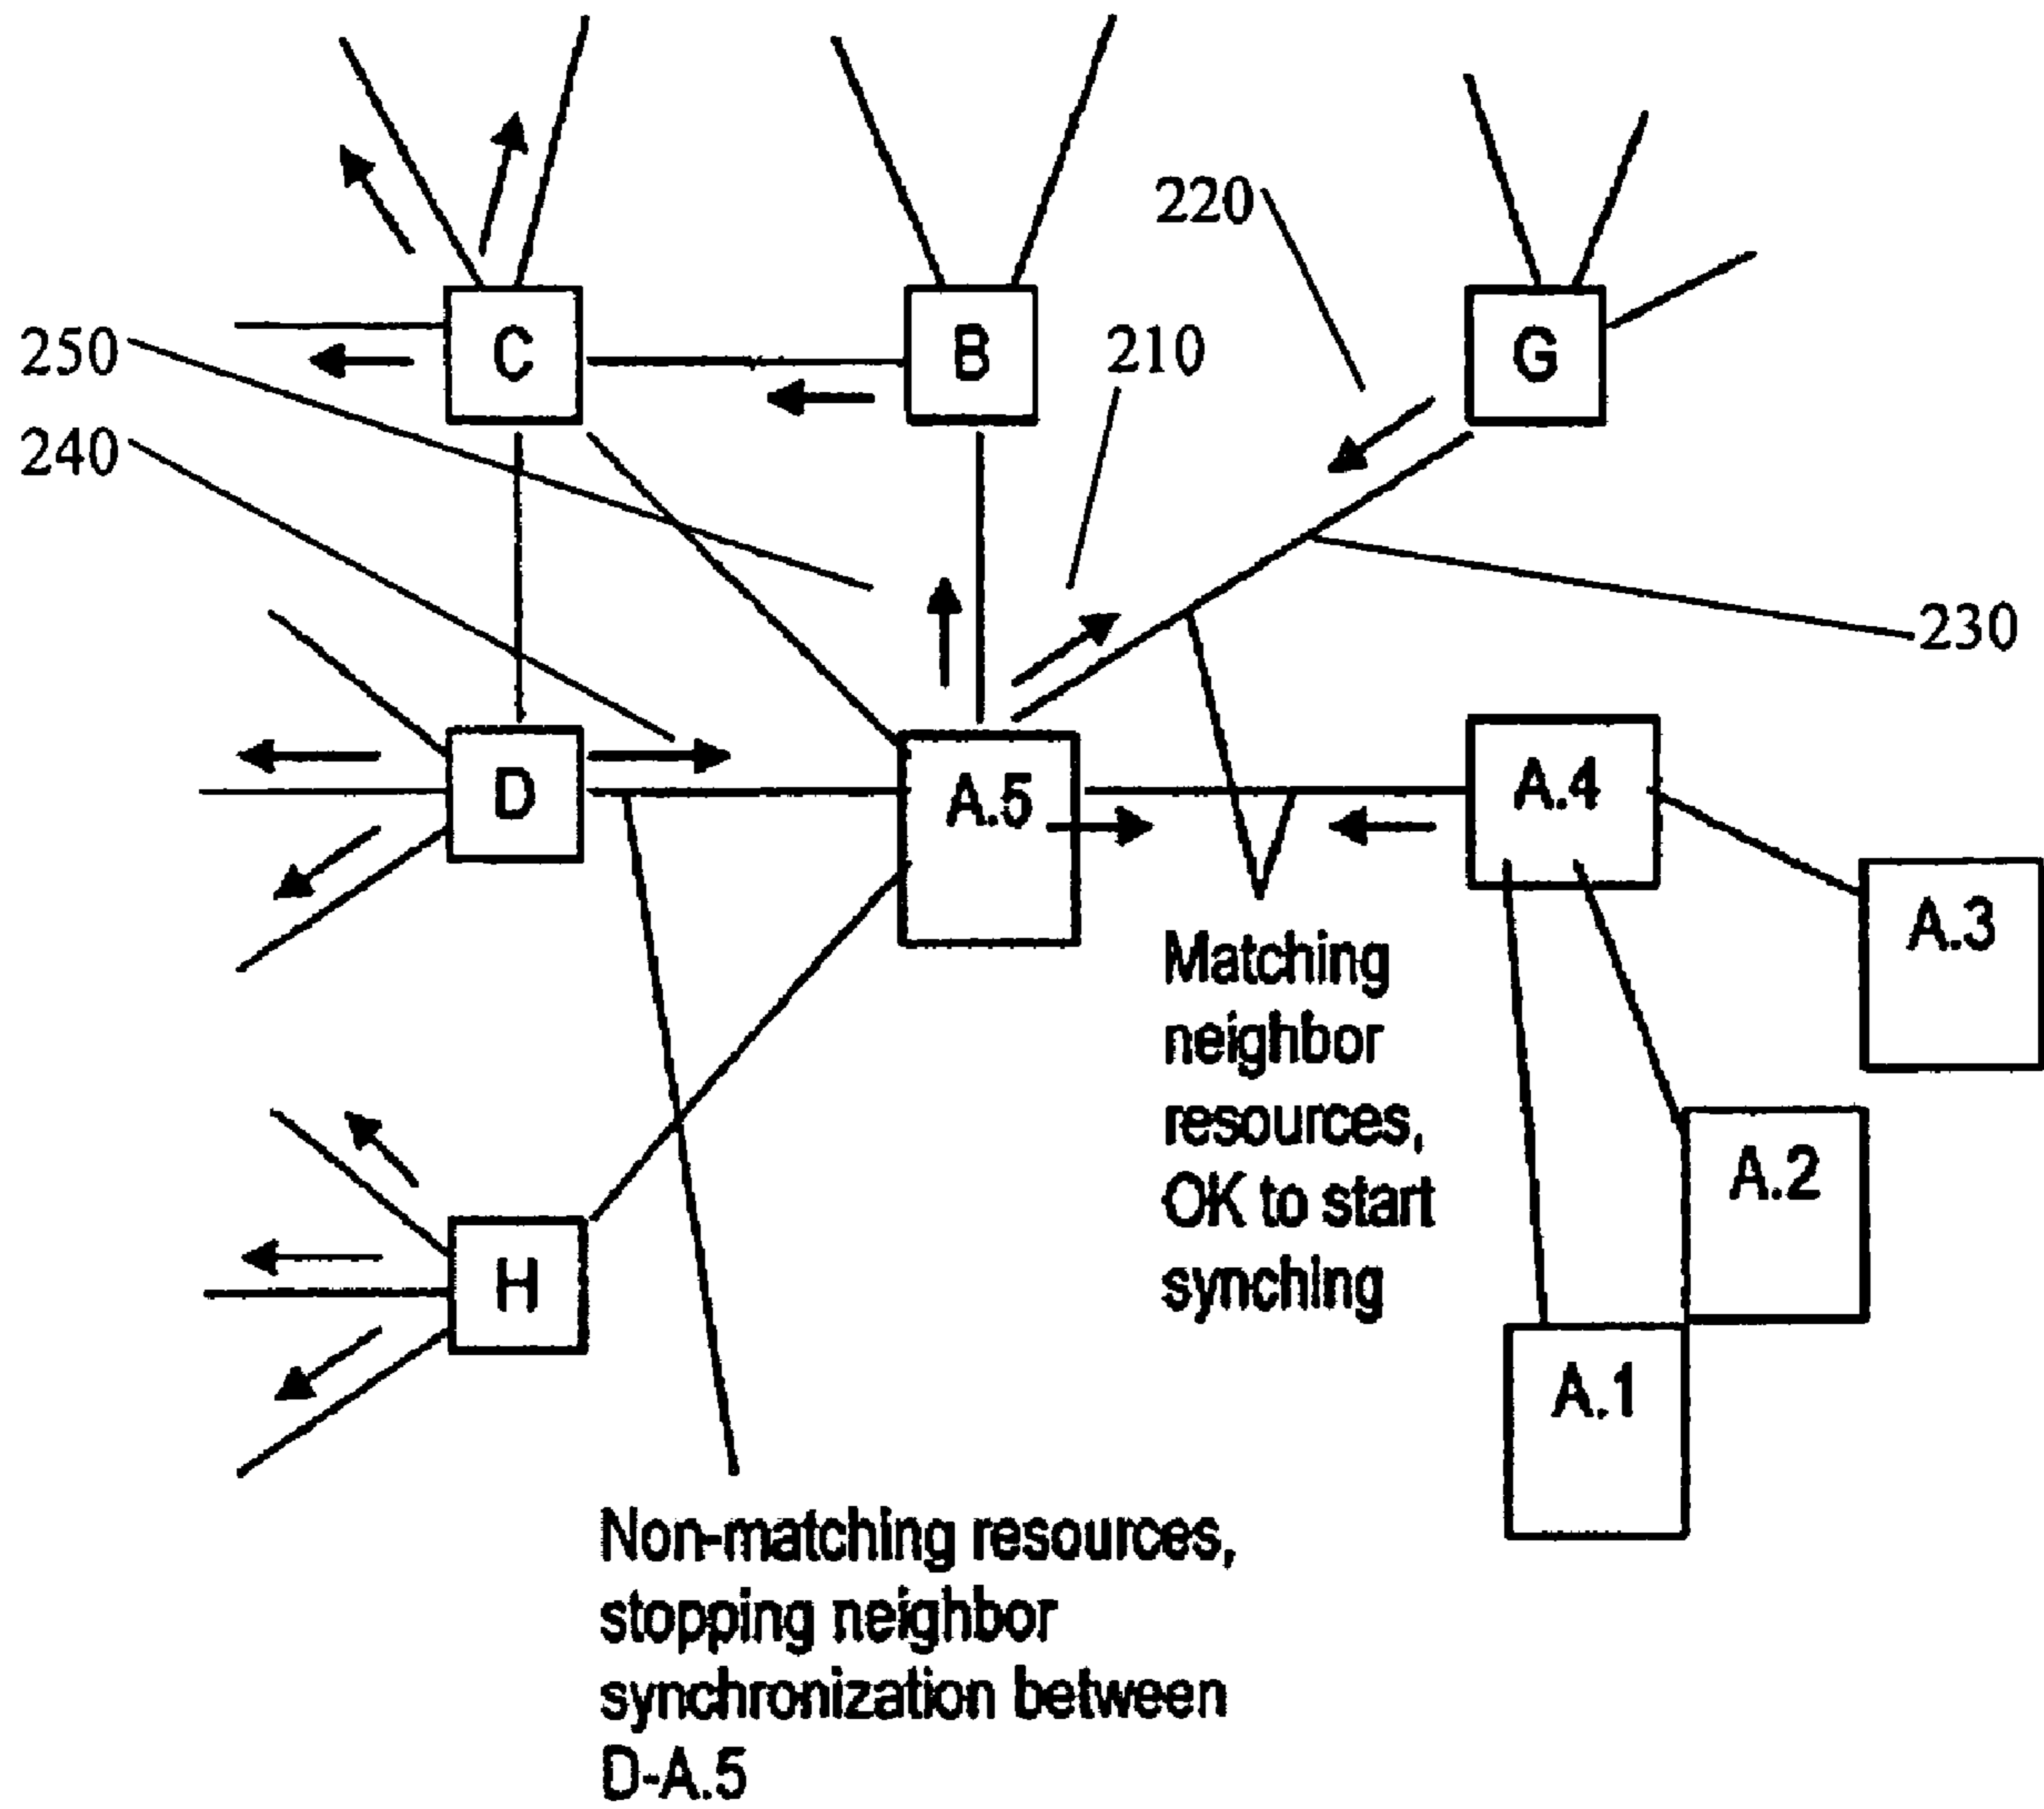 220
250
C
B
210
G
240
230
D
A.5
A.4
A.3
Matching
neighbor
resources,
OK to start
synching
A.2
H
A.1
Non-matching resources,
stopping neighbor
synchronization between
D-A.5